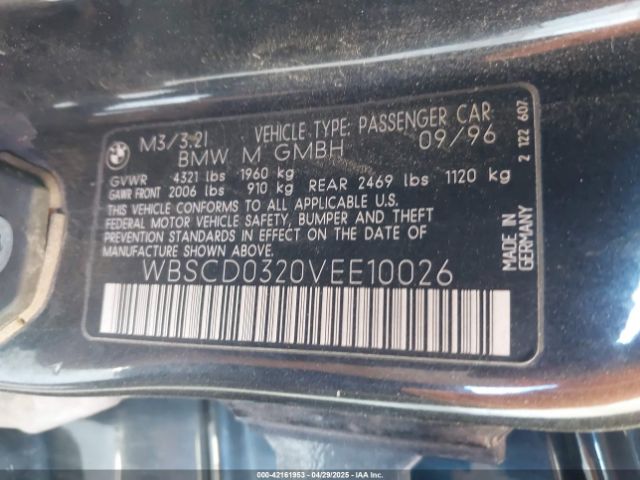 M3/3.2l VEHICLE TYPE: PASSENGER CAR
BMW M GMBH 09/96
GVWR 4321 lbs 1960 kg
GAWR FRONT 2006 lbs 910 kg REAR 2469 lbs 1120 kg
THIS VEHICLE CONFORMS TO ALL APPLICABLE U.S.
FEDERAL MOTOR VEHICLE SAFETY, BUMPER AND THEFT
PREVENTION STANDARDS IN EFFECT ON THE DATE OF
MANUFACTURE SHOWN ABOVE.
WBSCD0320VEE10026
MADE IN
GERMANY
2 122 607.
000-42161953 - 04/29/2025 - IAAI.COM